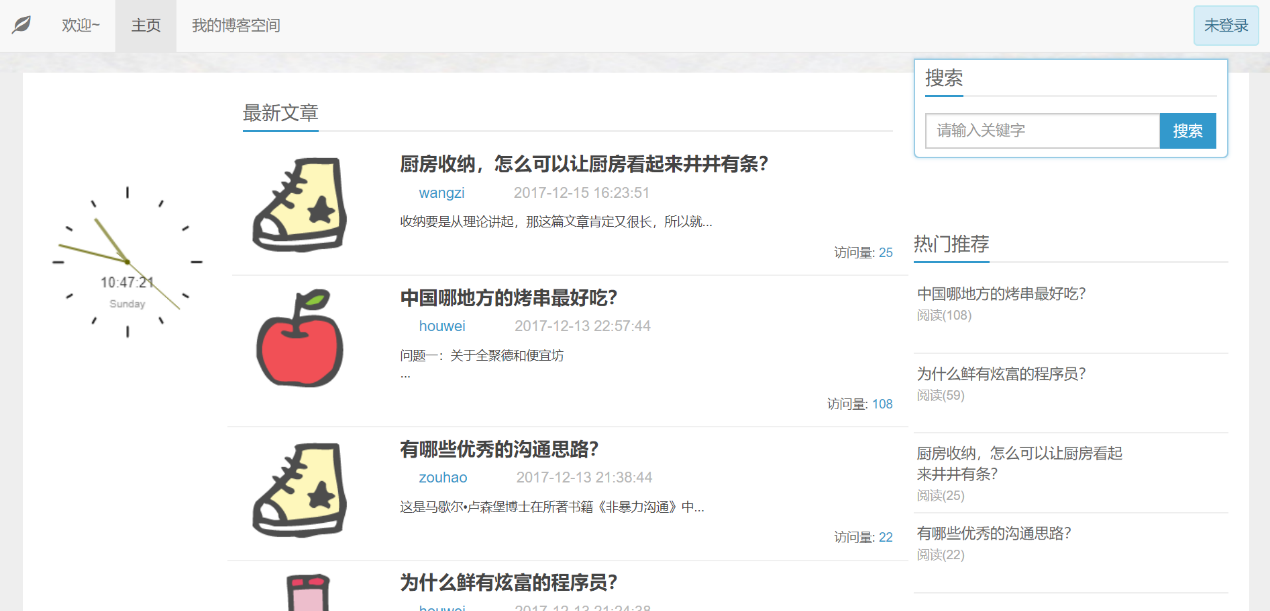 欢迎~ 主页 我的博客空间 未登录
最新文章
厨房收纳，怎么可以让厨房看起来井井有条？
wangzi 2017-12-15 16:23:51
收纳要是从理论讲起，那这篇文章肯定又很长，所以就...
访问量: 25
中国哪地方的烤串最好吃？
houwei 2017-12-13 22:57:44
问题一：关于全聚德和便宜坊
...
访问量: 108
有哪些优秀的沟通思路？
zouhao 2017-12-13 21:38:44
这是马歇尔•卢森堡博士在所著书籍《非暴力沟通》中...
访问量: 22
为什么鲜有炫富的程序员？
houwei 2017-12-13 21:24:38
10:47:21
Sunday
搜索
请输入关键字 搜索
热门推荐
中国哪地方的烤串最好吃？
阅读(108)
为什么鲜有炫富的程序员？
阅读(59)
厨房收纳，怎么可以让厨房看起
来井井有条？
阅读(25)
有哪些优秀的沟通思路？
阅读(22)